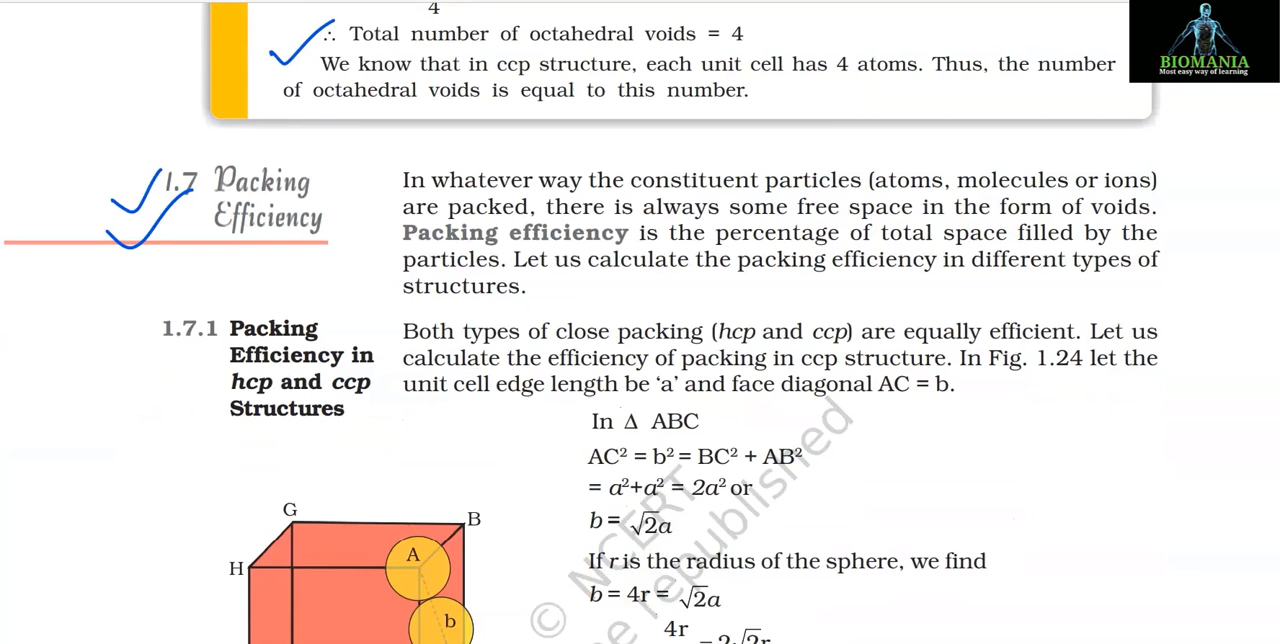 4
∴ Total number of octahedral voids = 4
We know that in ccp structure, each unit cell has 4 atoms. Thus, the number
of octahedral voids is equal to this number.
BIOMANIA
Most easy way of learning
1.7 Packing
Efficiency
In whatever way the constituent particles (atoms, molecules or ions)
are packed, there is always some free space in the form of voids.
Packing efficiency is the percentage of total space filled by the
particles. Let us calculate the packing efficiency in different types of
structures.
1.7.1 Packing
Efficiency in
hcp and ccp
Structures
Both types of close packing (hcp and ccp) are equally efficient. Let us
calculate the efficiency of packing in ccp structure. In Fig. 1.24 let the
unit cell edge length be ‘a’ and face diagonal AC = b.
In Δ ABC
AC² = b² = BC² + AB²
= a²+a² = 2a² or
b = √2a
If r is the radius of the sphere, we find
b = 4r = √2a
4r
= 2√2r
G
B
A
H
b
© NCERT
republished